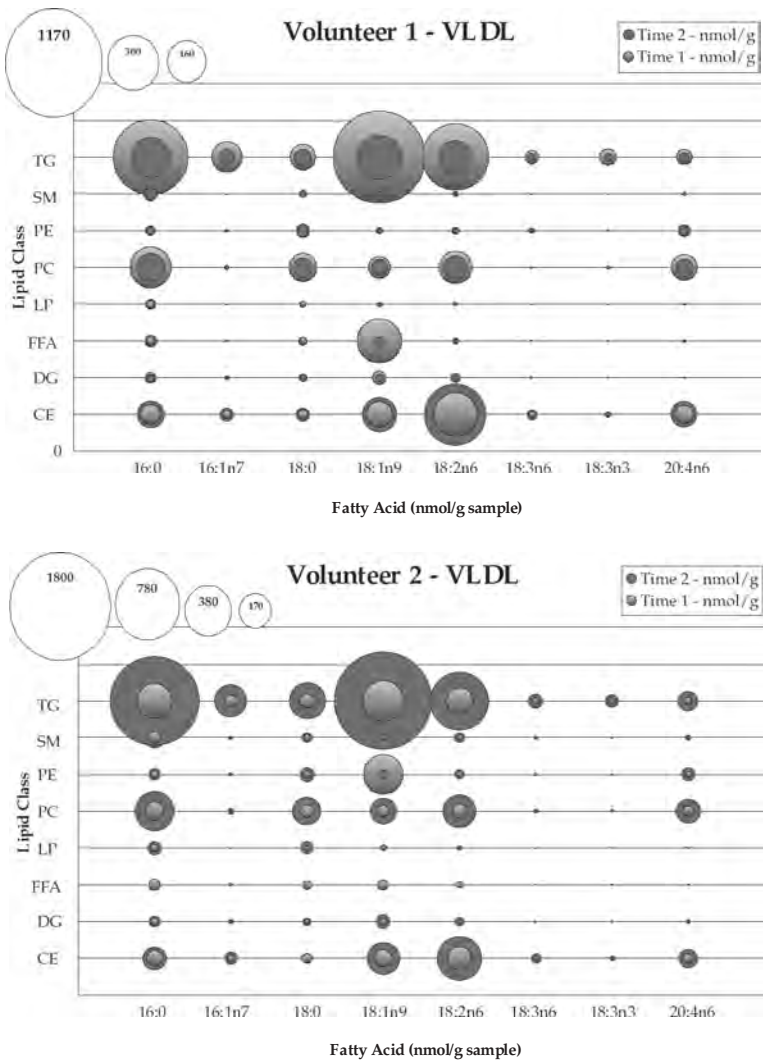 1170
300
160
Volunteer 1 - VLDL
Time 2 - nmol/g
Time 1 - nmol/g
Lipid Class
TG
SM
PE
PC
LP
FFA
DG
CE
0
16:0 16:1n7 18:0 18:1n9 18:2n6 18:3n6 18:3n3 20:4n6
Fatty Acid (nmol/g sample)
1800
780
380
170
Volunteer 2 - VLDL
Time 2 - nmol/g
Time 1 - nmol/g
Lipid Class
TG
SM
PE
PC
LP
FFA
DG
CE
16:0 16:1n7 18:0 18:1n9 18:2n6 18:3n6 18:3n3 20:4n6
Fatty Acid (nmol/g sample)